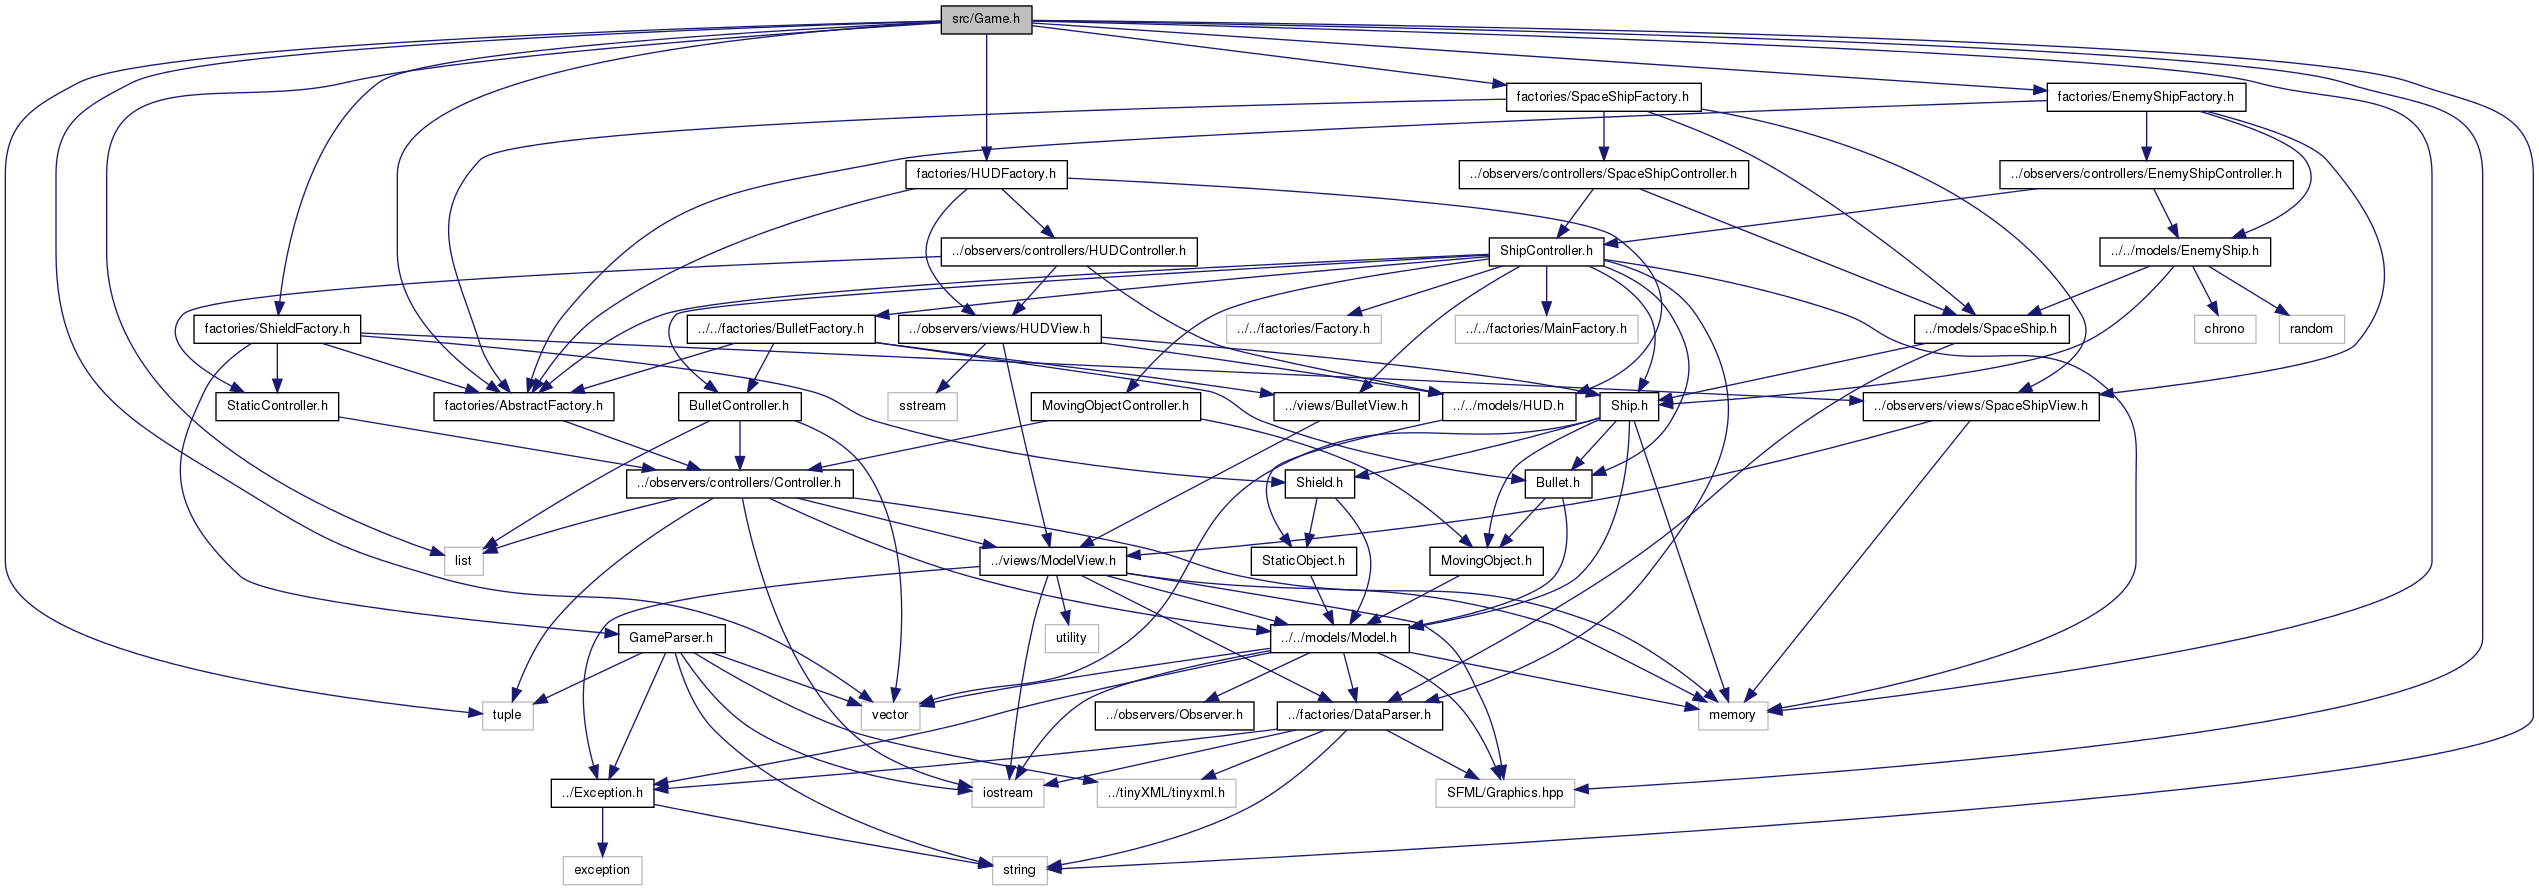 src/Game.h
factories/SpaceShipFactory.h
factories/EnemyShipFactory.h
factories/HUDFactory.h
../observers/controllers/SpaceShipController.h
../observers/controllers/EnemyShipController.h
../observers/controllers/HUDController.h
ShipController.h
../../models/EnemyShip.h
factories/ShieldFactory.h
../../factories/BulletFactory.h
../observers/views/HUDView.h
../../factories/Factory.h
../../factories/MainFactory.h
../models/SpaceShip.h
chrono
random
StaticController.h
factories/AbstractFactory.h
BulletController.h
sstream
MovingObjectController.h
../views/BulletView.h
../../models/HUD.h
Ship.h
../observers/views/SpaceShipView.h
../observers/controllers/Controller.h
Shield.h
Bullet.h
list
../views/ModelView.h
StaticObject.h
MovingObject.h
GameParser.h
utility
../../models/Model.h
tuple
vector
../observers/Observer.h
../factories/DataParser.h
memory
../Exception.h
iostream
../tinyXML/tinyxml.h
SFML/Graphics.hpp
exception
string